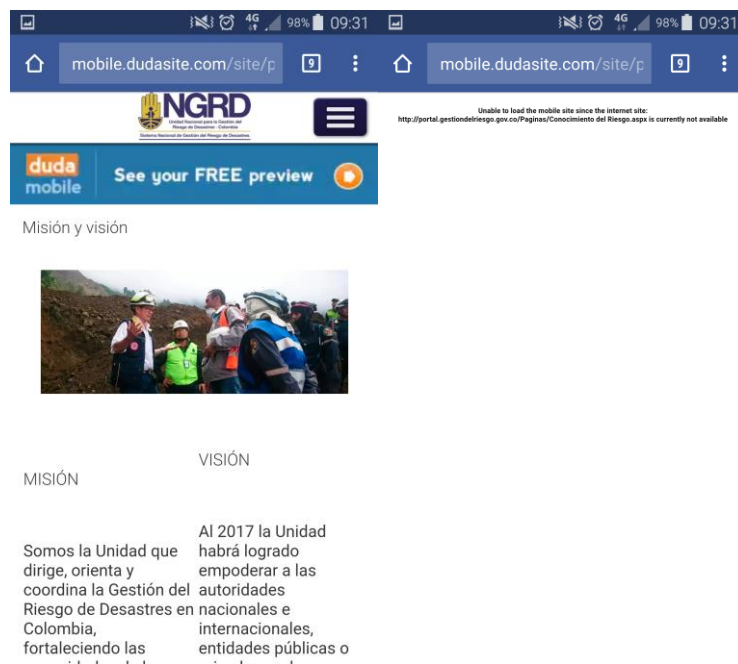 4G 98% 09:31
mobile.dudasite.com/site/p 9
UNGRD
Unidad Nacional para la Gestión del
Riesgo de Desastres - Colombia
Sistema Nacional de Gestión del Riesgo de Desastres
duda
mobile
See your FREE preview
Misión y visión
MISIÓN
Somos la Unidad que
dirige, orienta y
coordina la Gestión del
Riesgo de Desastres en
Colombia,
fortaleciendo las
VISIÓN
Al 2017 la Unidad
habrá logrado
empoderar a las
autoridades
nacionales e
internacionales,
entidades públicas o
4G 98% 09:31
mobile.dudasite.com/site/p 9
Unable to load the mobile site since the internet site:
http://portal.gestiondelriesgo.gov.co/Paginas/Conocimiento del Riesgo.aspx is currently not available